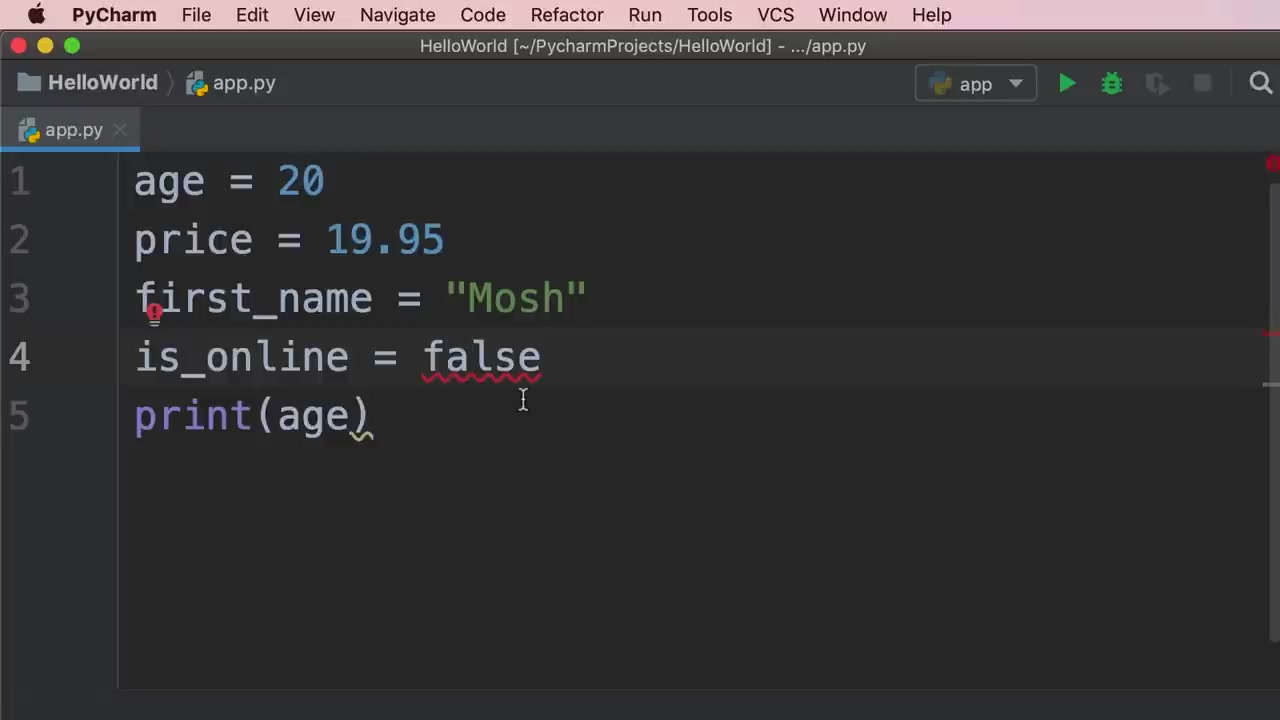 PyCharm File Edit View Navigate Code Refactor Run Tools VCS Window Help
HelloWorld [~/PycharmProjects/HelloWorld] - .../app.py
HelloWorld app.py app
app.py
1 age = 20
2 price = 19.95
3 first_name = "Mosh"
4 is_online = false
5 print(age)